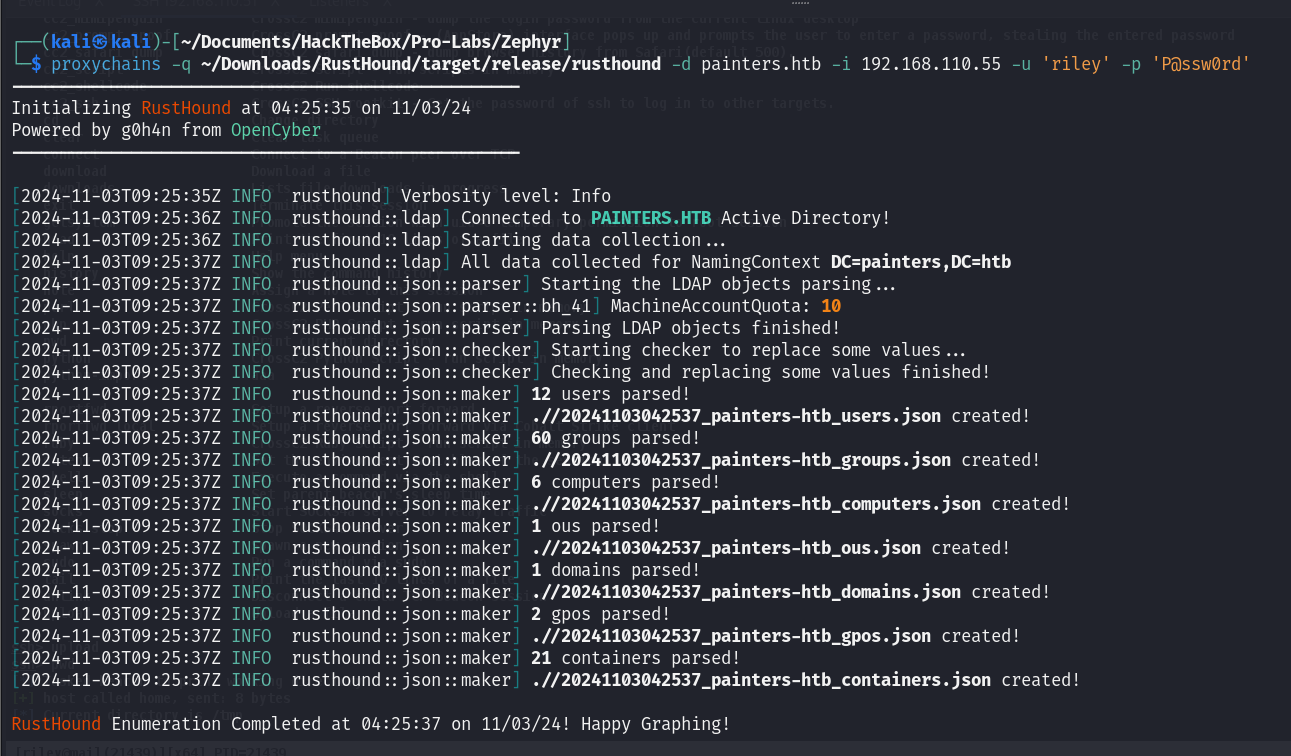 ┌──(kali㉿kali)-[~/Documents/HackTheBox/Pro-Labs/Zephyr]
└─$ proxychains -q ~/Downloads/RustHound/target/release/rusthound -d painters.htb -i 192.168.110.55 -u 'riley' -p 'P@ssw0rd'
Initializing RustHound at 04:25:35 on 11/03/24
Powered by g0h4n from OpenCyber
[2024-11-03T09:25:35Z INFO  rusthound] Verbosity level: Info
[2024-11-03T09:25:36Z INFO  rusthound::ldap] Connected to PAINTERS.HTB Active Directory!
[2024-11-03T09:25:36Z INFO  rusthound::ldap] Starting data collection...
[2024-11-03T09:25:37Z INFO  rusthound::ldap] All data collected for NamingContext DC=painters,DC=htb
[2024-11-03T09:25:37Z INFO  rusthound::json::parser] Starting the LDAP objects parsing...
[2024-11-03T09:25:37Z INFO  rusthound::json::parser::bh_41] MachineAccountQuota: 10
[2024-11-03T09:25:37Z INFO  rusthound::json::parser] Parsing LDAP objects finished!
[2024-11-03T09:25:37Z INFO  rusthound::json::checker] Starting checker to replace some values...
[2024-11-03T09:25:37Z INFO  rusthound::json::checker] Checking and replacing some values finished!
[2024-11-03T09:25:37Z INFO  rusthound::json::maker] 12 users parsed!
[2024-11-03T09:25:37Z INFO  rusthound::json::maker] .//20241103042537_painters-htb_users.json created!
[2024-11-03T09:25:37Z INFO  rusthound::json::maker] 60 groups parsed!
[2024-11-03T09:25:37Z INFO  rusthound::json::maker] .//20241103042537_painters-htb_groups.json created!
[2024-11-03T09:25:37Z INFO  rusthound::json::maker] 6 computers parsed!
[2024-11-03T09:25:37Z INFO  rusthound::json::maker] .//20241103042537_painters-htb_computers.json created!
[2024-11-03T09:25:37Z INFO  rusthound::json::maker] 1 ous parsed!
[2024-11-03T09:25:37Z INFO  rusthound::json::maker] .//20241103042537_painters-htb_ous.json created!
[2024-11-03T09:25:37Z INFO  rusthound::json::maker] 1 domains parsed!
[2024-11-03T09:25:37Z INFO  rusthound::json::maker] .//20241103042537_painters-htb_domains.json created!
[2024-11-03T09:25:37Z INFO  rusthound::json::maker] 2 gpos parsed!
[2024-11-03T09:25:37Z INFO  rusthound::json::maker] .//20241103042537_painters-htb_gpos.json created!
[2024-11-03T09:25:37Z INFO  rusthound::json::maker] 21 containers parsed!
[2024-11-03T09:25:37Z INFO  rusthound::json::maker] .//20241103042537_painters-htb_containers.json created!
[+] host called home, sent: 8 bytes
RustHound Enumeration Completed at 04:25:37 on 11/03/24! Happy Graphing!